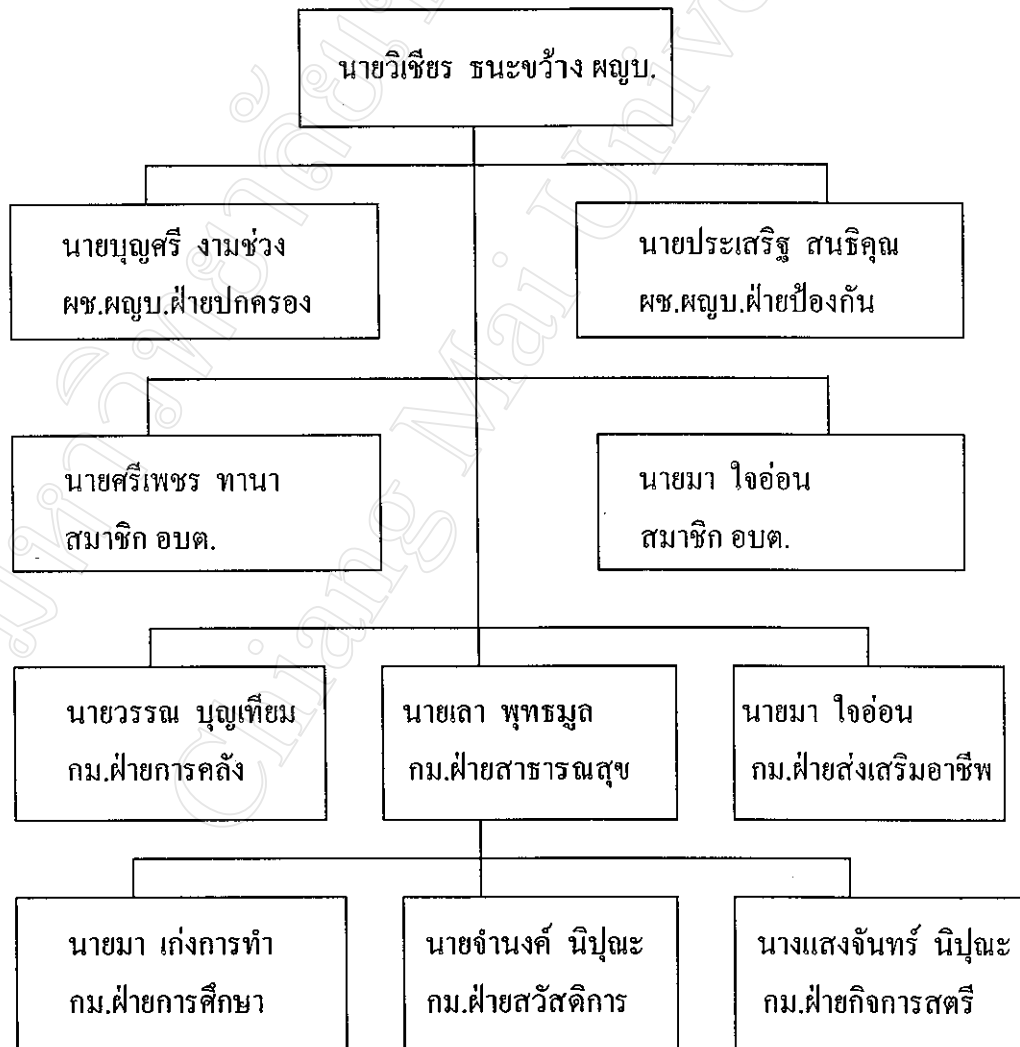 นายวิเชียร ธนะขว้าง ผญบ.
นายบุญศรี งามช่วง
ผช.ผญบ.ฝ่ายปกครอง
นายประเสริฐ สนธิคุณ
ผช.ผญบ.ฝ่ายป้องกัน
นายศรีเพชร ทานา
สมาชิก อบต.
นายมา ใจอ่อน
สมาชิก อบต.
นายวรรณ บุญเทียม
กม.ฝ่ายการคลัง
นายเลา พุทธมูล
กม.ฝ่ายสาธารณสุข
นายมา ใจอ่อน
กม.ฝ่ายส่งเสริมอาชีพ
นายมา เก่งการทำ
กม.ฝ่ายการศึกษา
นายจำนงค์ นิปุณะ
กม.ฝ่ายสวัสดิการ
นางแสงจันทร์ นิปุณะ
กม.ฝ่ายกิจการสตรี
Chiang Mai Univ